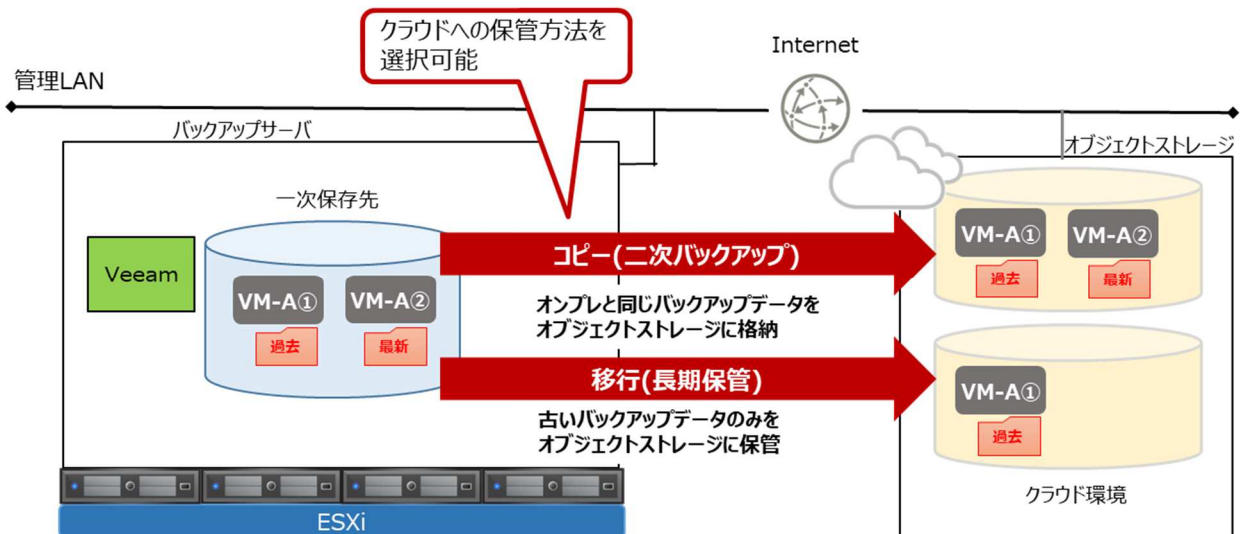 クラウドへの保管方法を
選択可能
Internet
管理LAN
バックアップサーバ
オブジェクトストレージ
一次保存先
Veeam
VM-A①
VM-A②
過去
最新
コピー(二次バックアップ)
オンプレと同じバックアップデータを
オブジェクトストレージに格納
VM-A①
VM-A②
過去
最新
移行(長期保管)
古いバックアップデータのみを
オブジェクトストレージに保管
VM-A①
過去
クラウド環境
ESXi